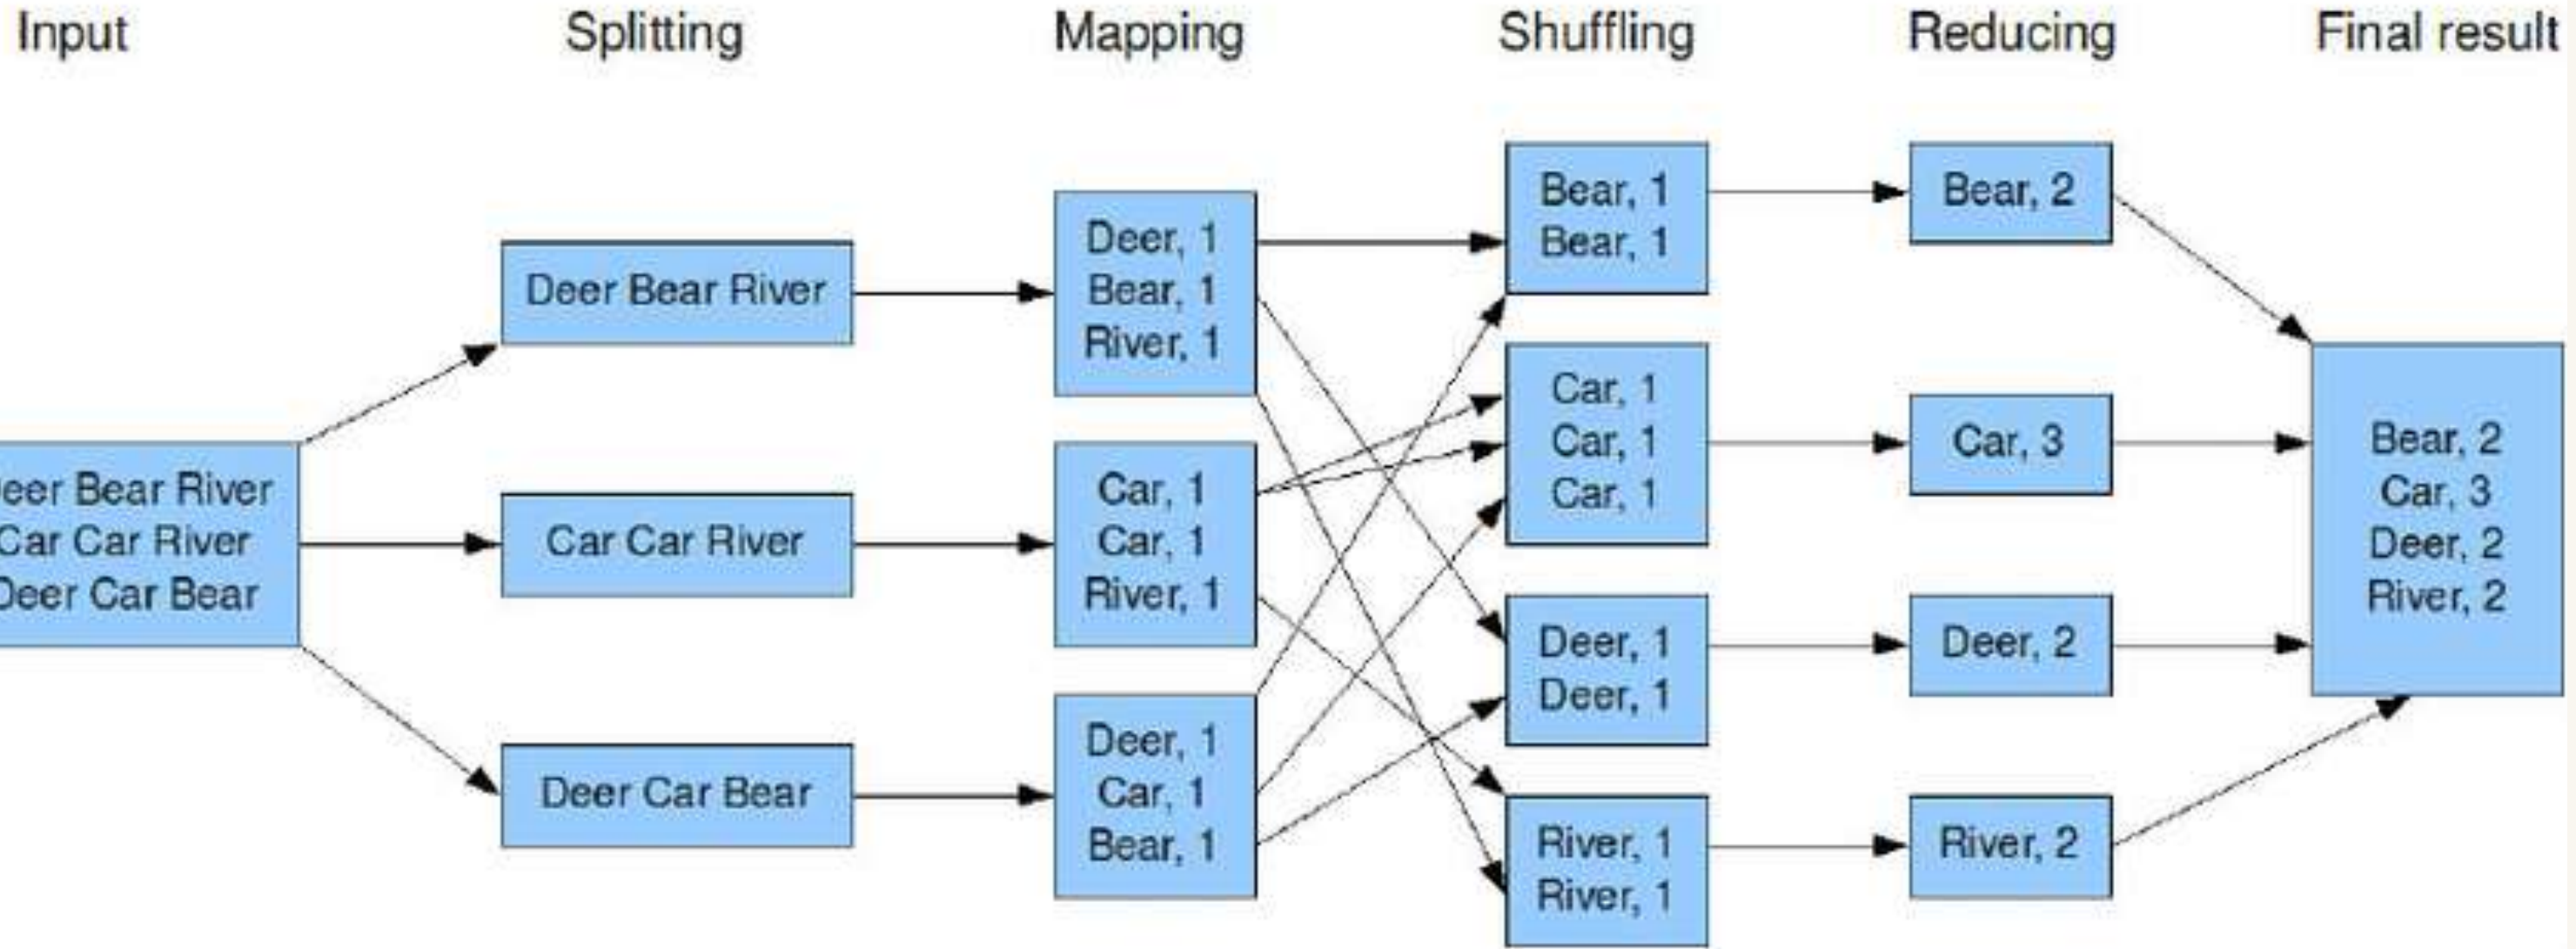 Input
Splitting
Mapping
Shuffling
Reducing
Final result
eer Bear River
Car Car River
Deer Car Bear
Deer Bear River
Car Car River
Deer Car Bear
Deer, 1
Bear, 1
River, 1
Car, 1
Car, 1
River, 1
Deer, 1
Car, 1
Bear, 1
Bear, 1
Bear, 1
Car, 1
Car, 1
Car, 1
Deer, 1
Deer, 1
River, 1
River, 1
Bear, 2
Car, 3
Deer, 2
River, 2
Bear, 2
Car, 3
Deer, 2
River, 2